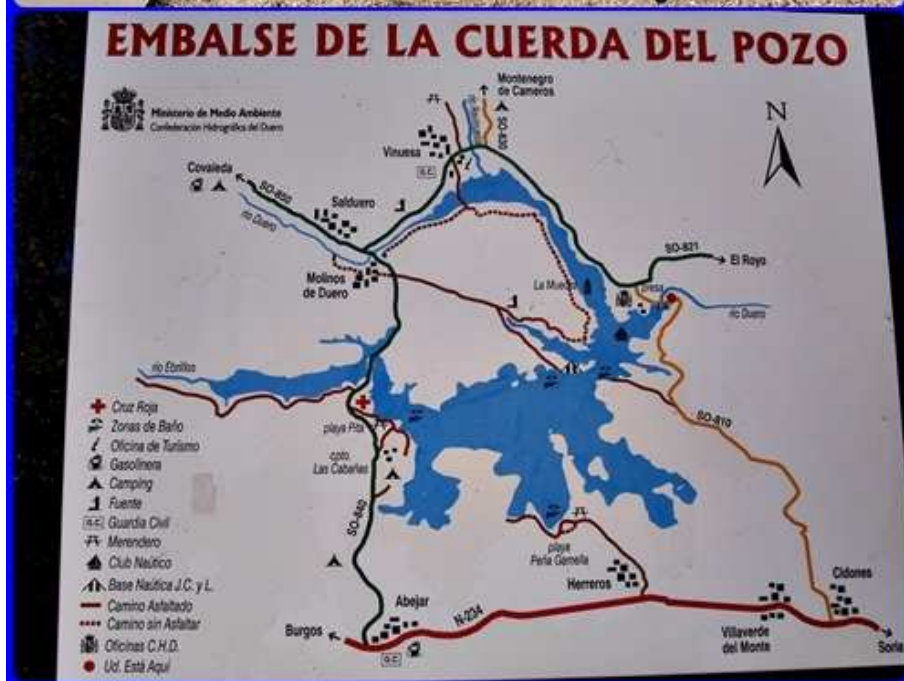 EMBALSE DE LA CUERDA DEL POZO
Ministerio de Medio Ambiente
Confederación Hidrográfica del Duero
Montenegro
de Cameros
N
SO-830
Vinuesa
G.C.
Covaleda
SO-850
Salduero
río Duero
SO-821
El Royo
Molinos
de Duero
La Muedra
presa
río Duero
río Ebrillos
SO-810
playa Pita
cpto.
Las Cabañas
SO-840
playa
Peña Gamella
Herreros
Cidones
Abejar
N-234
Burgos
G.C.
Villaverde
del Monte
Soria
Cruz Roja
Zonas de Baño
Oficina de Turismo
Gasolinera
Camping
Fuente
G.C. Guardia Civil
Merendero
Club Naútico
Base Naútica J.C. y L.
Camino Asfaltado
Camino sin Asfaltar
Oficinas C.H.D.
Ud. Está Aquí